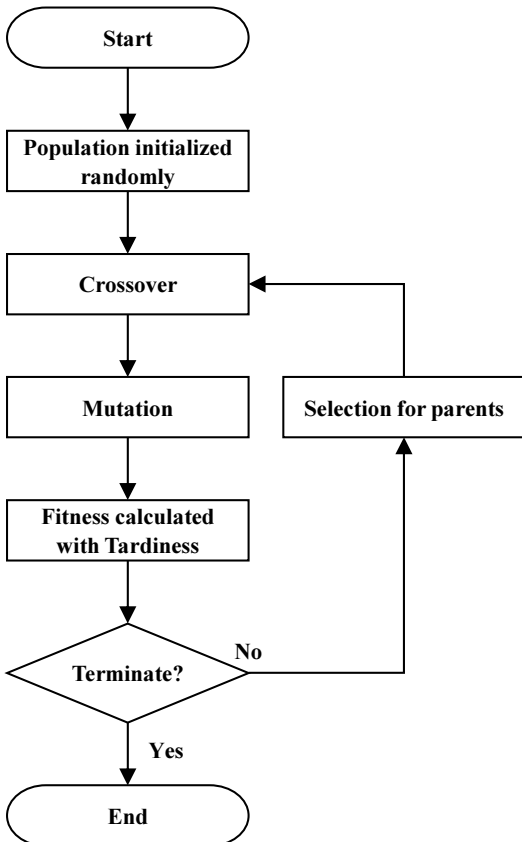 Start
Population initialized
randomly
Crossover
Mutation
Selection for parents
Fitness calculated
with Tardiness
No
Terminate?
Yes
End